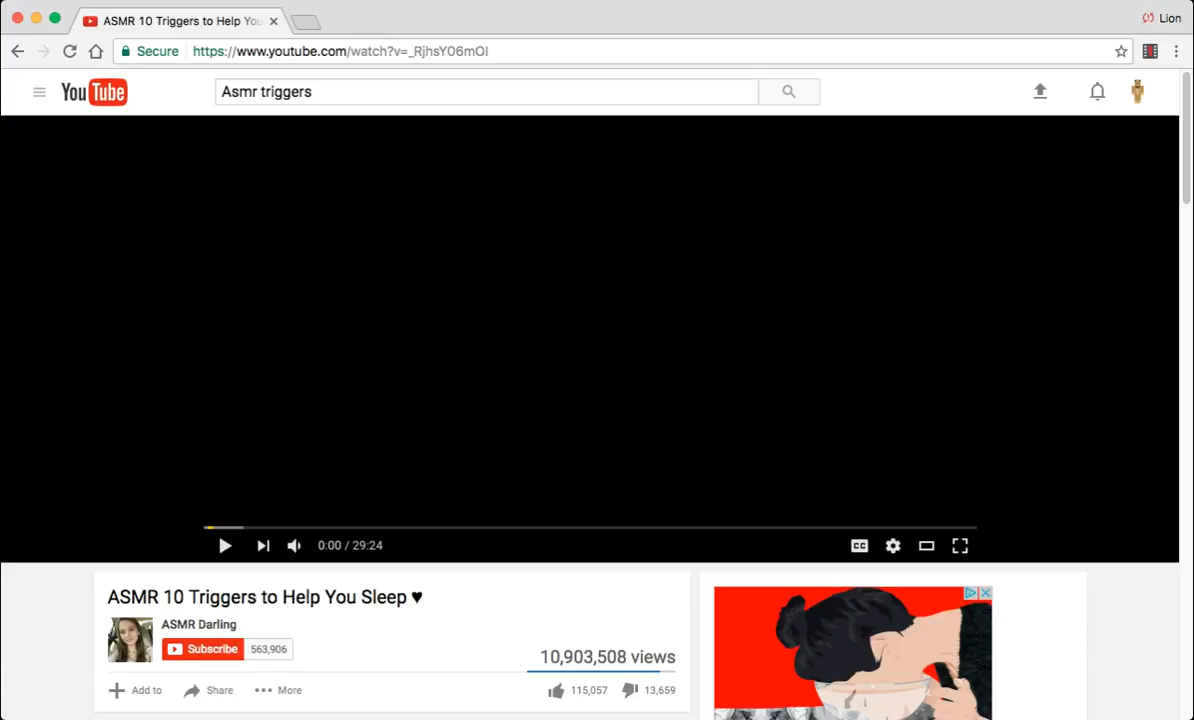 ASMR 10 Triggers to Help You
Lion
Secure https://www.youtube.com/watch?v=_RjhsY06mOI
YouTube
Asmr triggers
0:00 / 29:24
CC
ASMR 10 Triggers to Help You Sleep ♥
ASMR Darling
Subscribe 563,906
10,903,508 views
Add to Share More 115,057 13,659